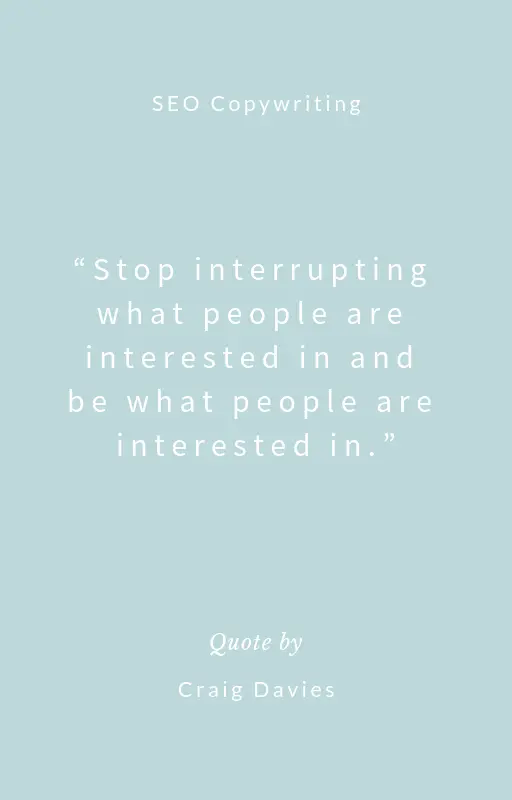 SEO Copywriting
“Stop interrupting
what people are
interested in and
be what people are
interested in.”
Quote by
Craig Davies